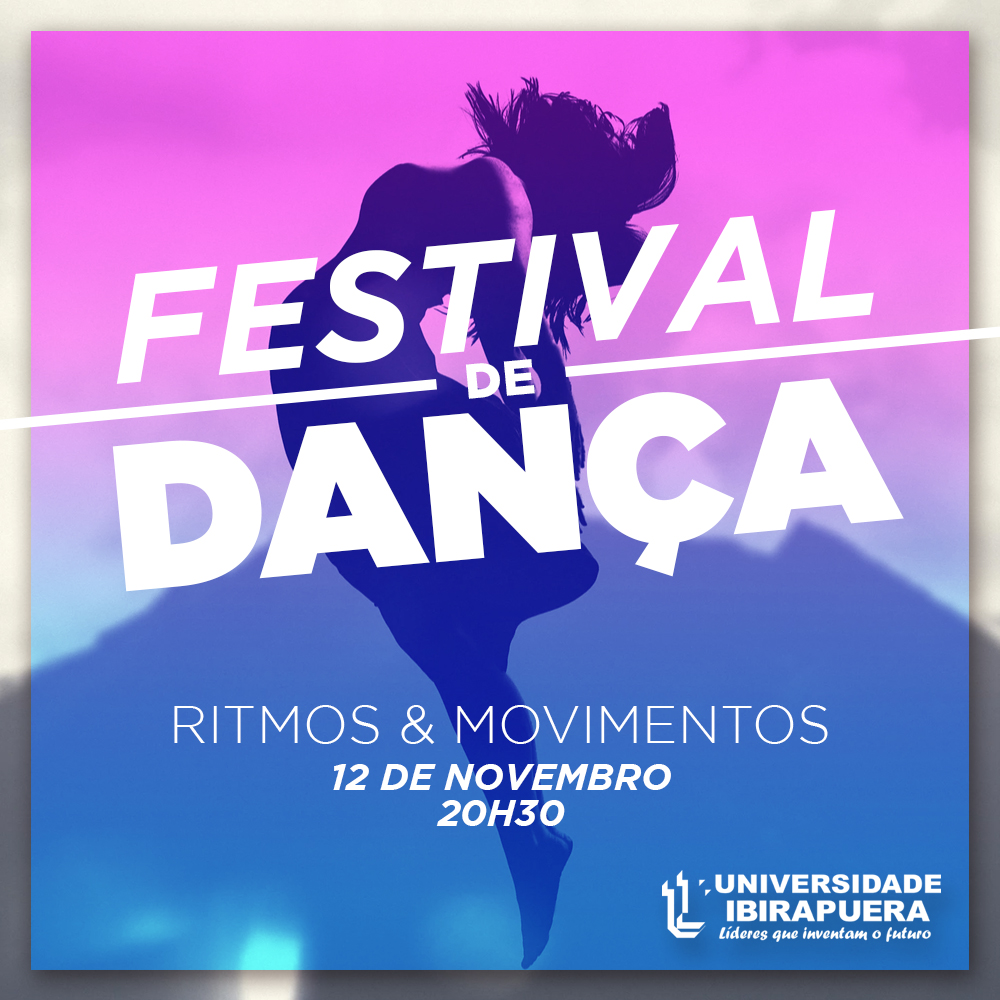 FESTIVAL
DE
DANÇA
RITMOS & MOVIMENTOS
12 DE NOVEMBRO
20H30
UNIVERSIDADE
IBIRAPUERA
Líderes que inventam o futuro